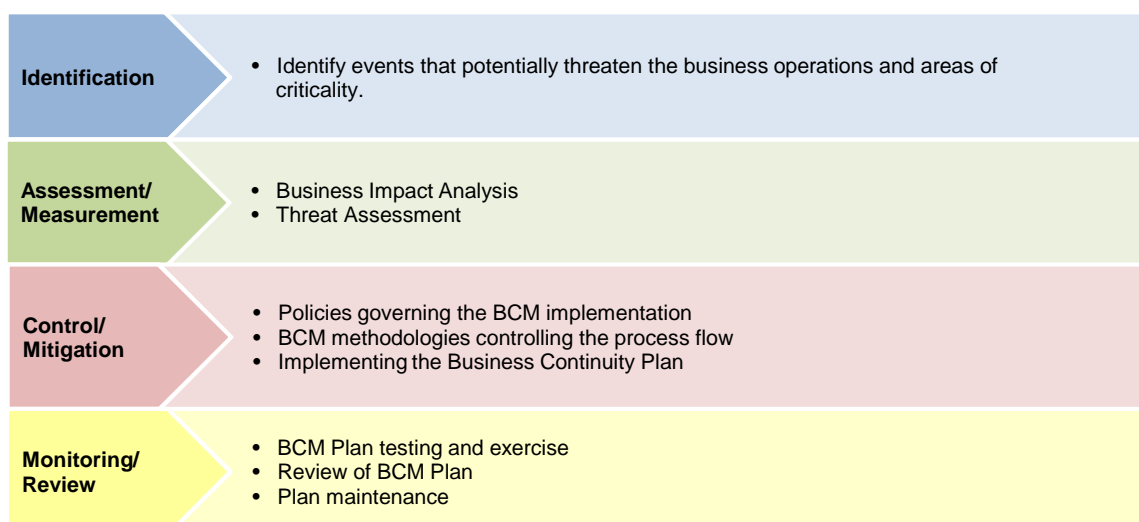 Identification
• Identify events that potentially threaten the business operations and areas of
criticality.
Assessment/
Measurement
• Business Impact Analysis
• Threat Assessment
Control/
Mitigation
• Policies governing the BCM implementation
• BCM methodologies controlling the process flow
• Implementing the Business Continuity Plan
Monitoring/
Review
• BCM Plan testing and exercise
• Review of BCM Plan
• Plan maintenance